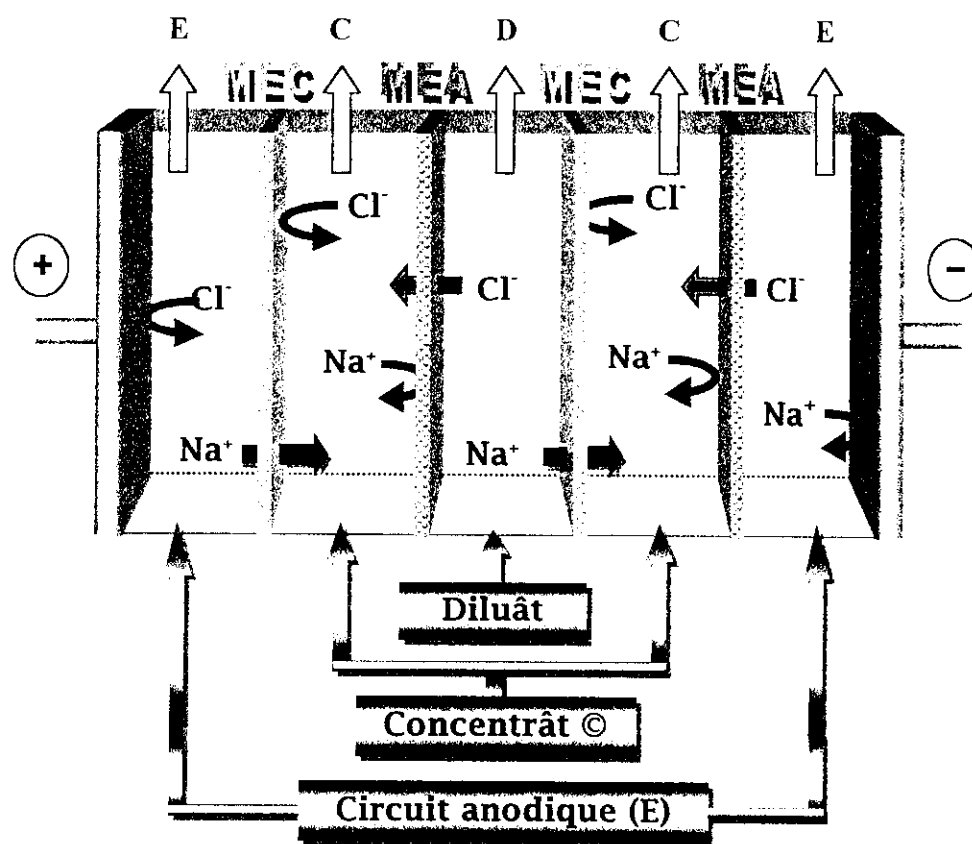 E C D C E
MEC MEA MEC MEA
Cl⁻ Cl⁻
+ Cl⁻ Cl⁻ Cl⁻ −
Na⁺ Na⁺ Na⁺
Na⁺ Na⁺
Diluât
Concentrât ©
Circuit anodique (E)